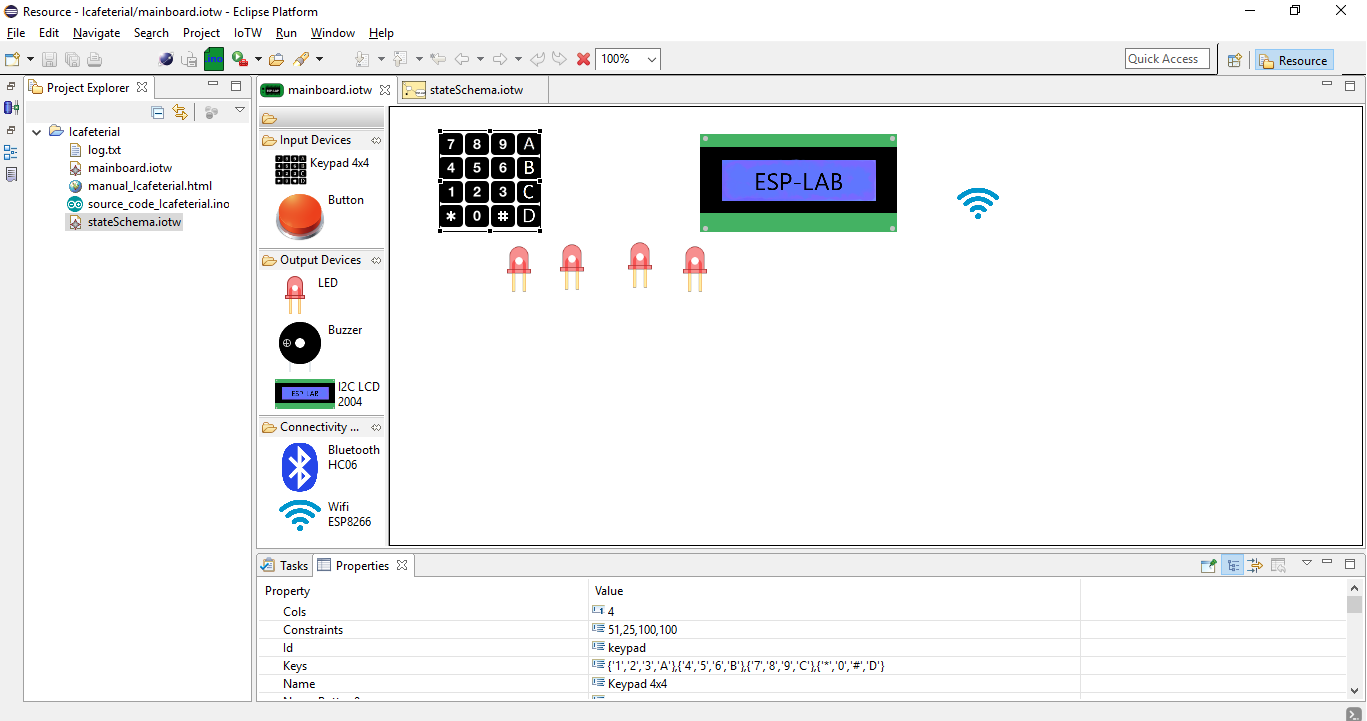 Resource - lcafeterial/mainboard.iotw - Eclipse Platform
File Edit Navigate Search Project IoTW Run Window Help
.ino 100% Quick Access Resource
Project Explorer
lcafeterial
log.txt
mainboard.iotw
manual_lcafeterial.html
source_code_lcafeterial.ino
stateSchema.iotw
mainboard.iotw stateSchema.iotw
Input Devices
Keypad 4x4
Button
Output Devices
LED
Buzzer
ESP-LAB
I2C LCD
2004
Connectivity ...
Bluetooth
HC06
Wifi
ESP8266
7 8 9 A
4 5 6 B
1 2 3 C
* 0 # D
ESP-LAB
Tasks Properties
Property Value
Cols 4
Constraints 51,25,100,100
Id keypad
Keys {'1','2','3','A'},{'4','5','6','B'},{'7','8','9','C'},{'*','0','#','D'}
Name Keypad 4x4